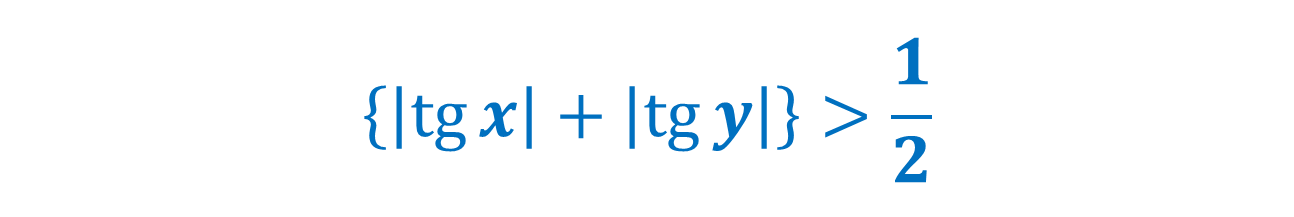 {|tg x| + |tg y|} > 1/2